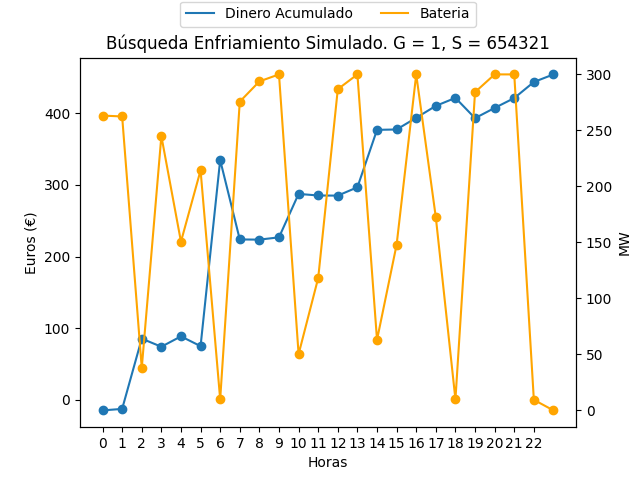 Dinero Acumulado Bateria
Búsqueda Enfriamiento Simulado. G = 1, S = 654321
400
300
200
100
0
Euros (€)
300
250
200
150
100
50
0
MW
0 1 2 3 4 5 6 7 8 9 10 11 12 13 14 15 16 17 18 19 20 21 22
Horas